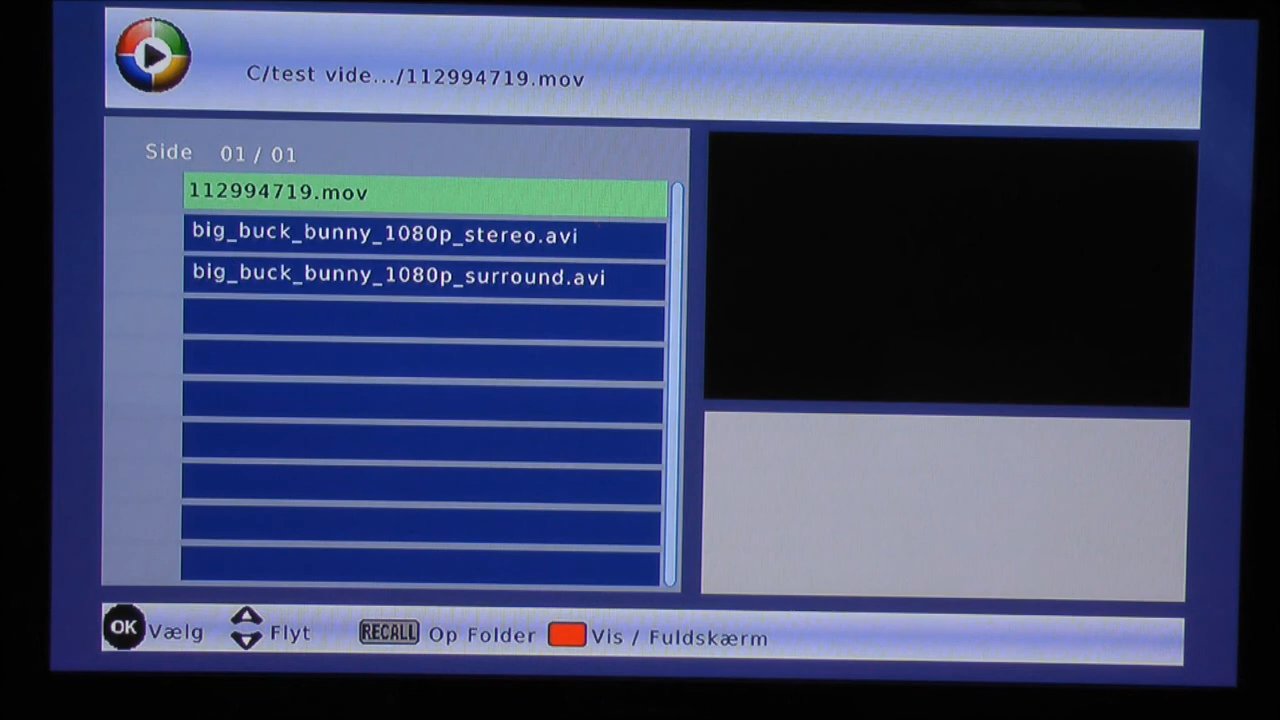 C/test vide.../112994719.mov
Side 01 / 01
112994719.mov
big_buck_bunny_1080p_stereo.avi
big_buck_bunny_1080p_surround.avi
OK Vælg Flyt RECALL Op Folder Vis / Fuldskærm